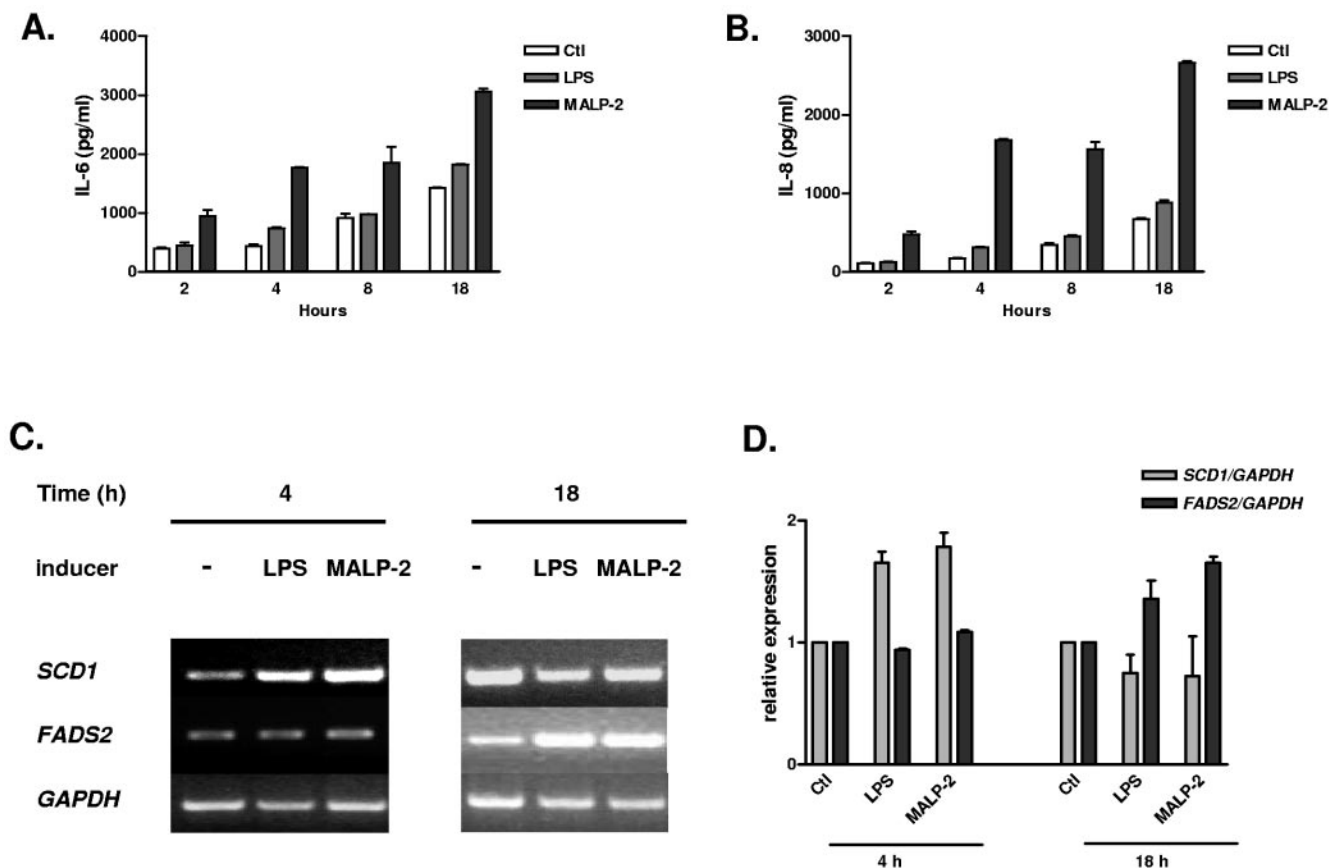 A.
4000
3000
2000
1000
0
IL-6 (pg/ml)
2 4 8 18
Hours
Ctl
LPS
MALP-2
B.
3000
2000
1000
0
IL-8 (pg/ml)
2 4 8 18
Hours
Ctl
LPS
MALP-2
C.
Time (h) 4 18
inducer - LPS MALP-2 - LPS MALP-2
SCD1
FADS2
GAPDH
D.
SCD1/GAPDH
FADS2/GAPDH
2
1
0
relative expression
Ctl LPS MALP-2 Ctl LPS MALP-2
4 h 18 h